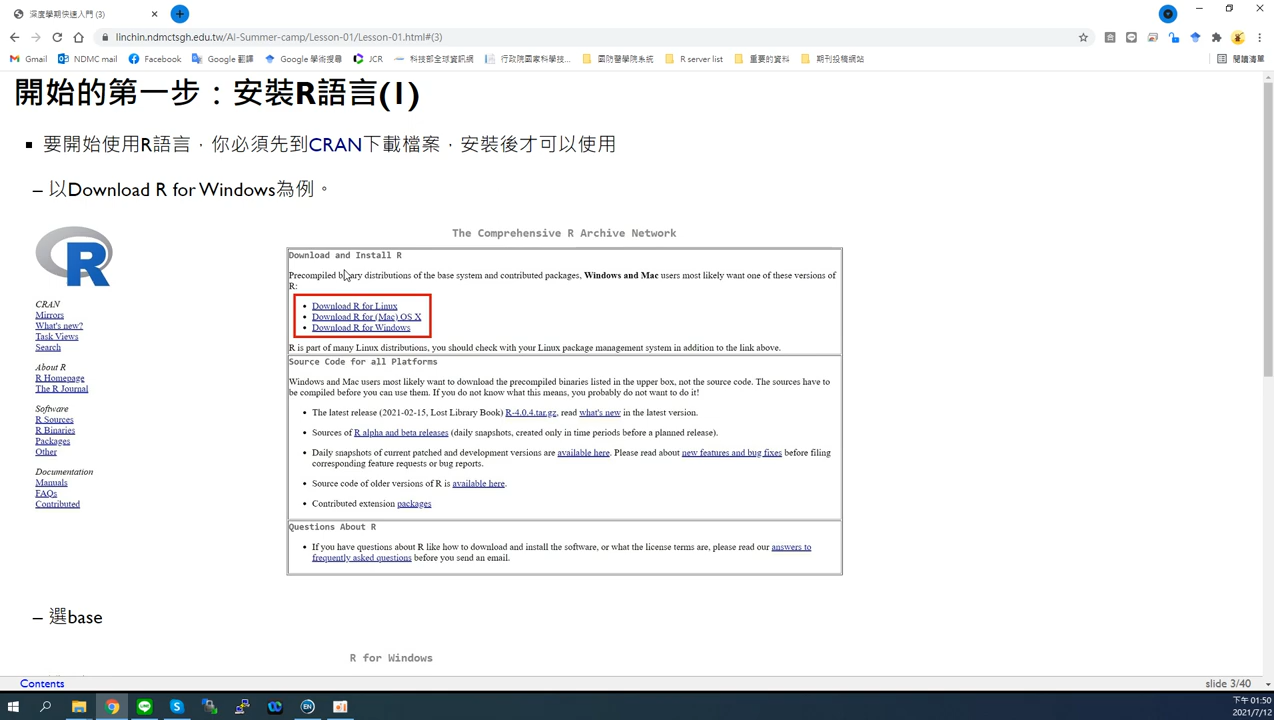 深度學期快速入門 (3)
linchin.ndmctsgh.edu.tw/AI-Summer-camp/Lesson-01/Lesson-01.html#(3)
Gmail
NDMC mail
Facebook
Google 翻譯
Google 學術搜尋
JCR
科技部全球資訊網
行政院國家科學技...
國防醫學院系統
R server list
重要的資料
期刊投稿網站
閱讀清單
開始的第一步：安裝R語言(1)
要開始使用R語言，你必須先到CRAN下載檔案，安裝後才可以使用
– 以Download R for Windows為例。
R
CRAN
Mirrors
What's new?
Task Views
Search
About R
R Homepage
The R Journal
Software
R Sources
R Binaries
Packages
Other
Documentation
Manuals
FAQs
Contributed
The Comprehensive R Archive Network
Download and Install R
Precompiled binary distributions of the base system and contributed packages, Windows and Mac users most likely want one of these versions of
R:
Download R for Linux
Download R for (Mac) OS X
Download R for Windows
R is part of many Linux distributions, you should check with your Linux package management system in addition to the link above.
Source Code for all Platforms
Windows and Mac users most likely want to download the precompiled binaries listed in the upper box, not the source code. The sources have to
be compiled before you can use them. If you do not know what this means, you probably do not want to do it!
The latest release (2021-02-15, Lost Library Book) R-4.0.4.tar.gz, read what's new in the latest version.
Sources of R alpha and beta releases (daily snapshots, created only in time periods before a planned release).
Daily snapshots of current patched and development versions are available here. Please read about new features and bug fixes before filing
corresponding feature requests or bug reports.
Source code of older versions of R is available here.
Contributed extension packages
Questions About R
If you have questions about R like how to download and install the software, or what the license terms are, please read our answers to
frequently asked questions before you send an email.
– 選base
R for Windows
Contents
slide 3/40
下午 01:50
2021/7/12